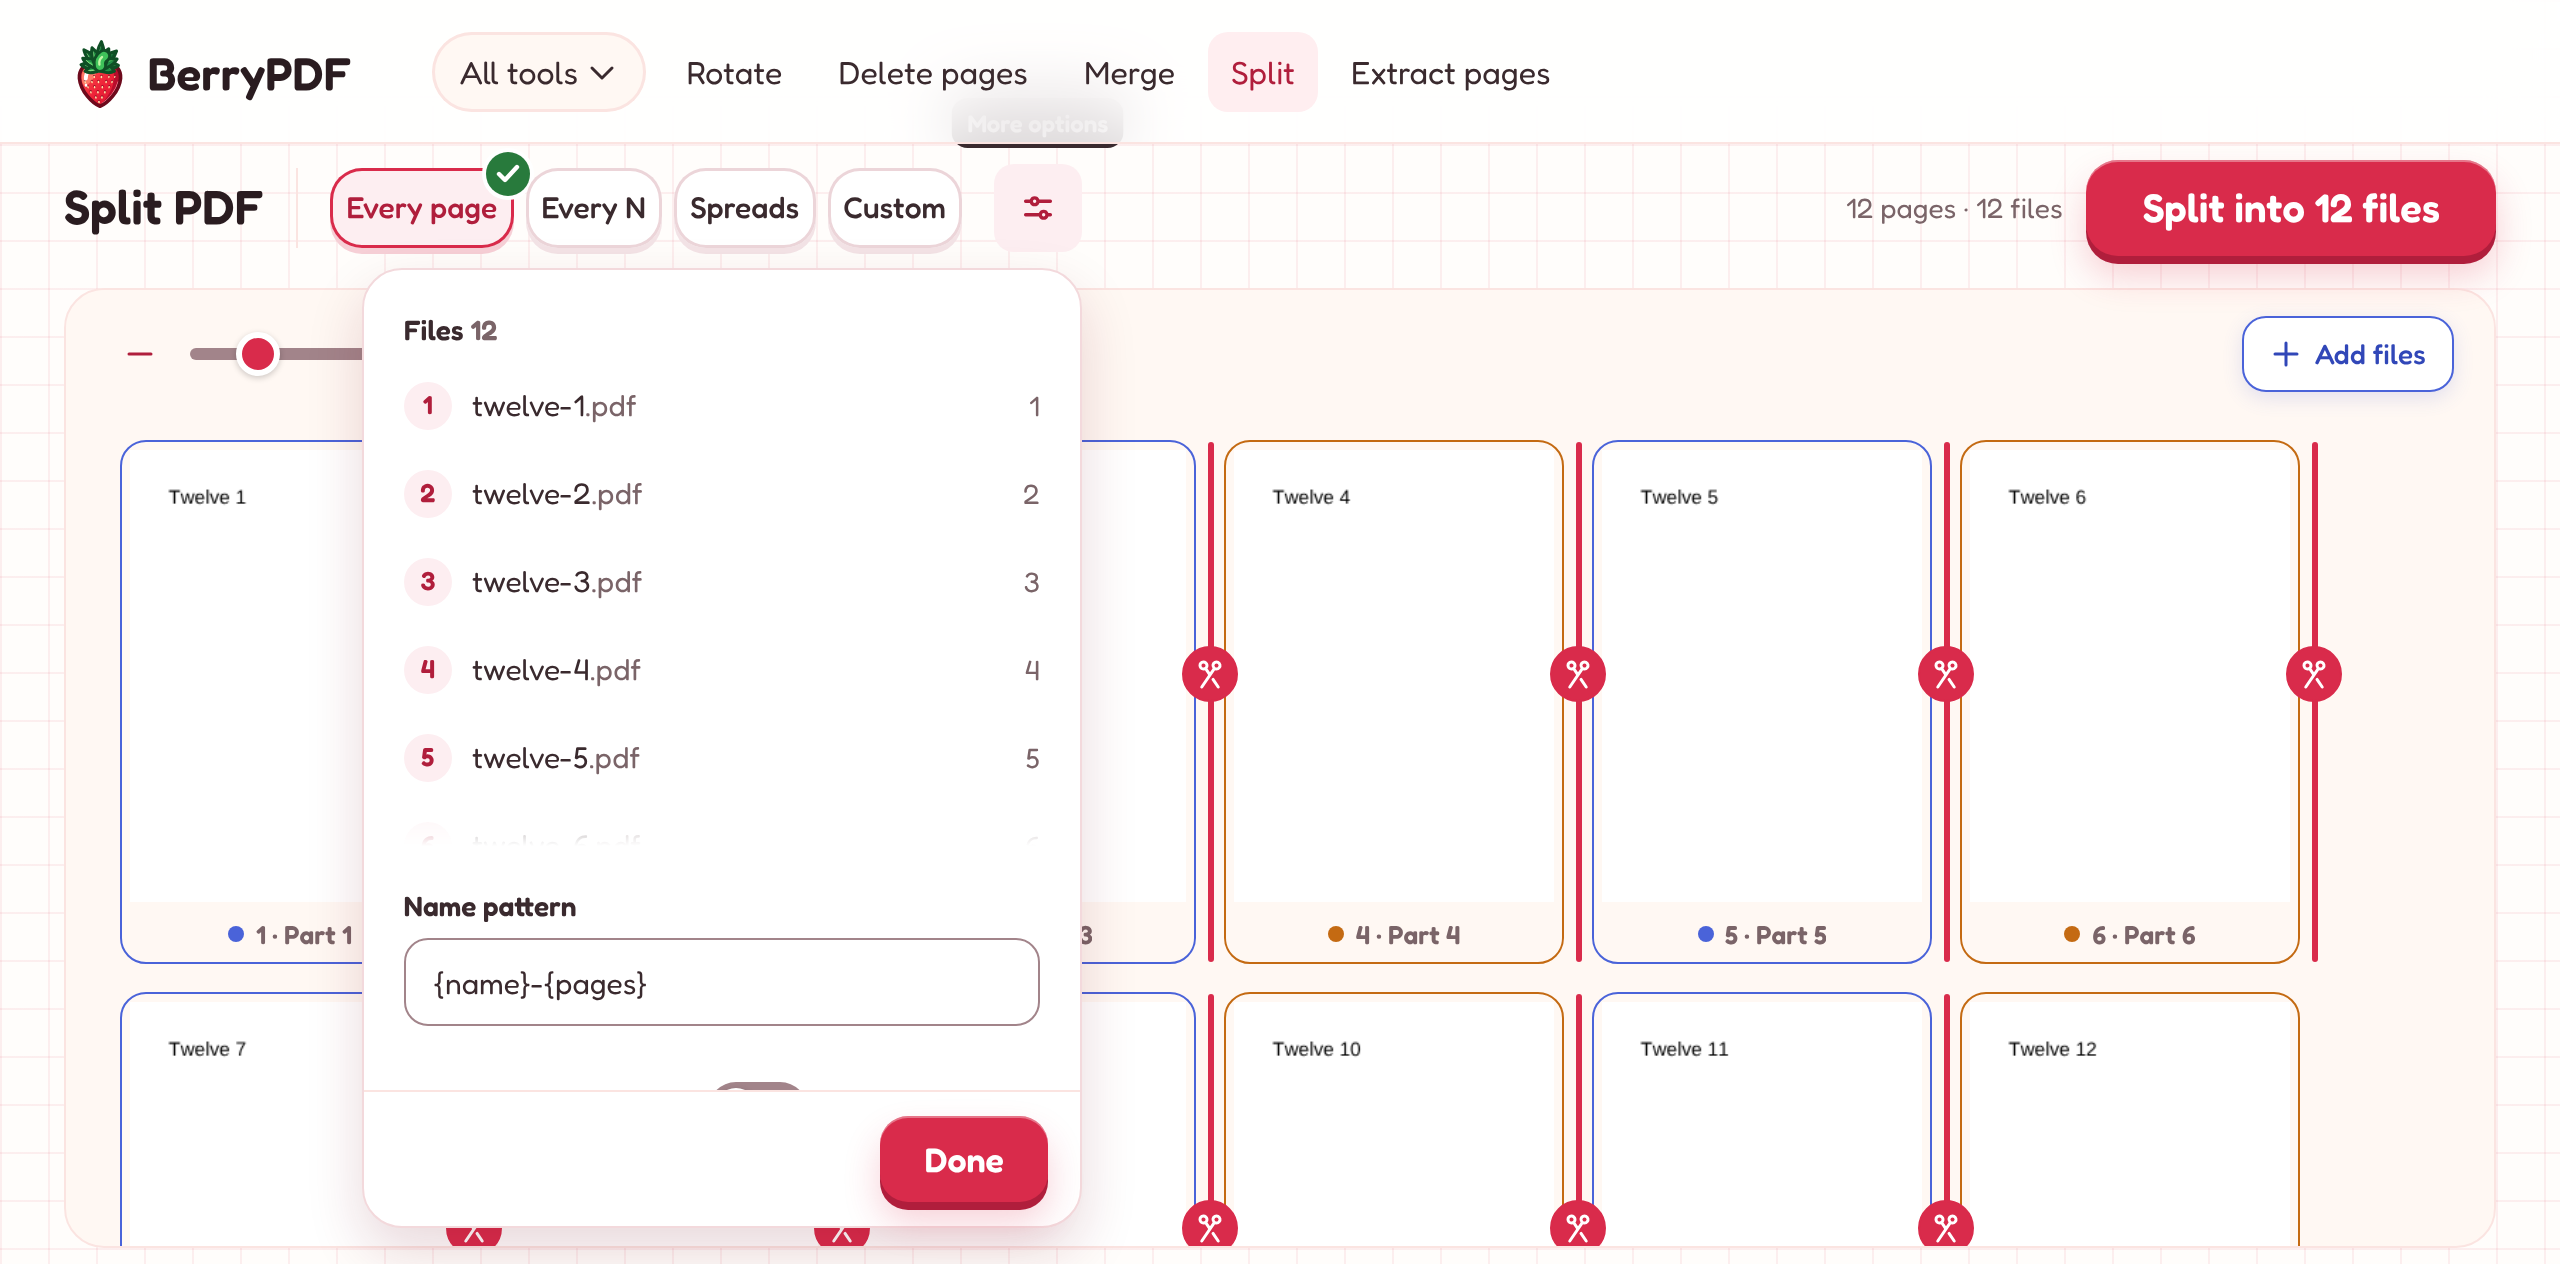 BerryPDF
All tools
Rotate
Delete pages
Merge
Split
Extract pages
More options
Split PDF
Every page
Every N
Spreads
Custom
12 pages · 12 files
Split into 12 files
Files 12
Add files
1 twelve-1.pdf 1
2 twelve-2.pdf 2
3 twelve-3.pdf 3
4 twelve-4.pdf 4
5 twelve-5.pdf 5
Name pattern
{name}-{pages}
Done
Twelve 1
Twelve 4
Twelve 5
Twelve 6
1 · Part 1
3
4 · Part 4
5 · Part 5
6 · Part 6
Twelve 7
Twelve 10
Twelve 11
Twelve 12